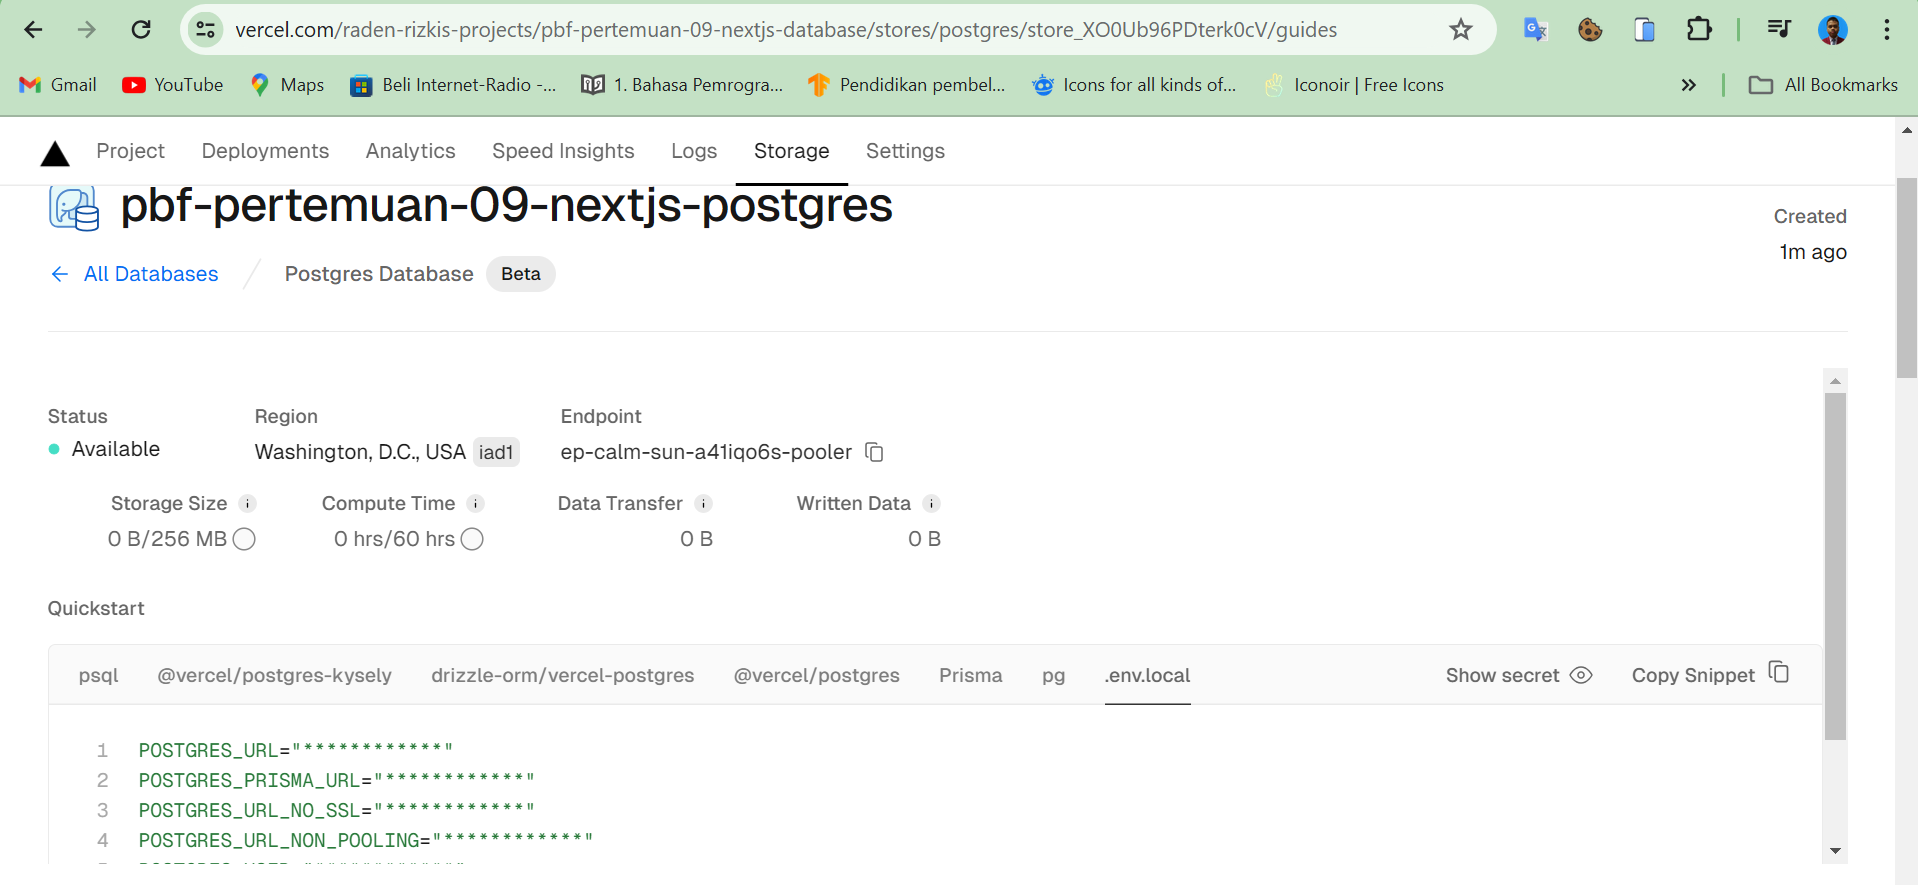 vercel.com/raden-rizkis-projects/pbf-pertemuan-09-nextjs-database/stores/postgres/store_XO0Ub96PDterk0cV/guides
Gmail YouTube Maps Beli Internet-Radio -... 1. Bahasa Pemrogra... Pendidikan pembel... Icons for all kinds of... Iconoir | Free Icons » All Bookmarks
Project Deployments Analytics Speed Insights Logs Storage Settings
pbf-pertemuan-09-nextjs-postgres
Created
1m ago
← All Databases / Postgres Database Beta
Status Region Endpoint
Available Washington, D.C., USA iad1 ep-calm-sun-a41iqo6s-pooler
Storage Size Compute Time Data Transfer Written Data
0 B/256 MB 0 hrs/60 hrs 0 B 0 B
Quickstart
psql @vercel/postgres-kysely drizzle-orm/vercel-postgres @vercel/postgres Prisma pg .env.local Show secret Copy Snippet
1 POSTGRES_URL="************"
2 POSTGRES_PRISMA_URL="************"
3 POSTGRES_URL_NO_SSL="************"
4 POSTGRES_URL_NON_POOLING="************"